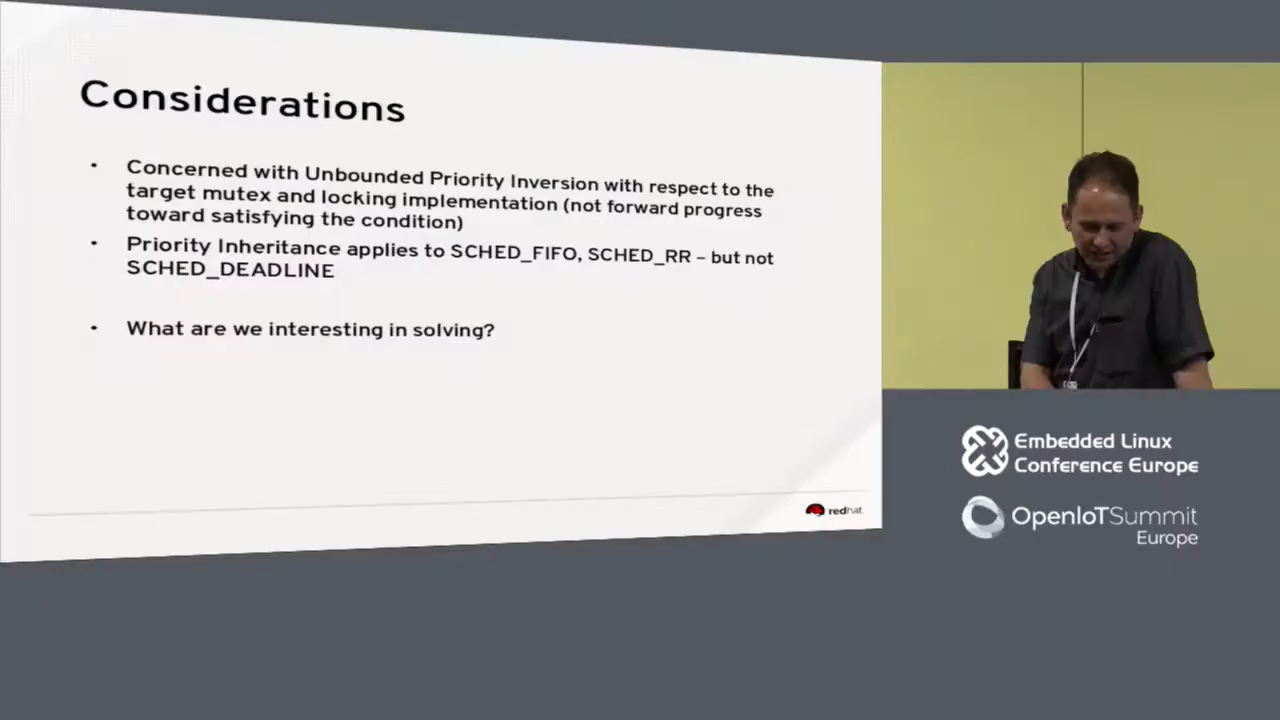 Considerations
• Concerned with Unbounded Priority Inversion with respect to the
target mutex and locking implementation (not forward progress
toward satisfying the condition)
• Priority Inheritance applies to SCHED_FIFO, SCHED_RR – but not
SCHED_DEADLINE
• What are we interesting in solving?
redhat
Embedded Linux
Conference Europe
OpenIoTSummit
Europe